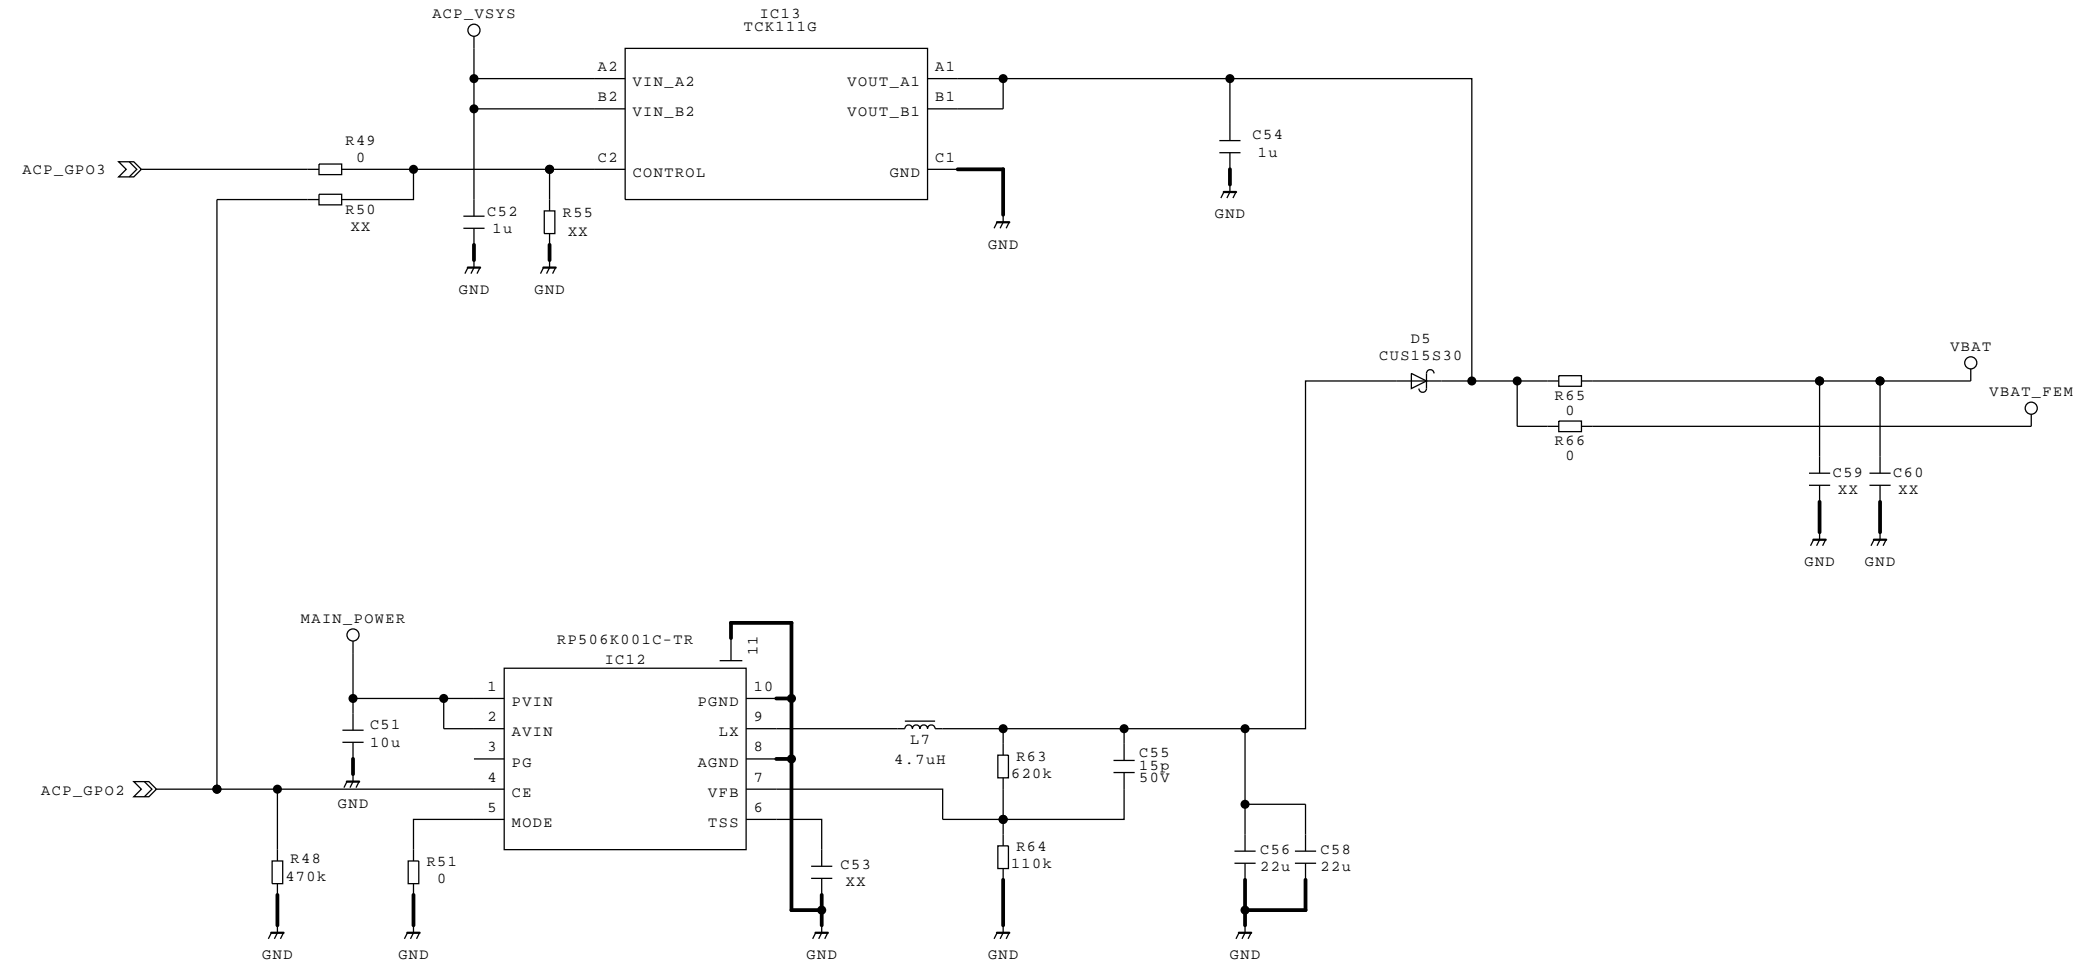 ACP_VSYS
IC13
TCK111G
A2
VIN_A2
VOUT_A1
A1
B2
VIN_B2
VOUT_B1
B1
C2
CONTROL
GND
C1
ACP_GPO3
R49
0
R50
XX
C52
1u
GND
R55
XX
GND
GND
C54
1u
GND
D5
CUS15S30
VBAT
VBAT_FEM
R65
0
R66
0
C59
XX
GND
C60
XX
GND
MAIN_POWER
RP506K001C-TR
IC12
11
1
PVIN
PGND
10
2
AVIN
LX
9
3
PG
AGND
8
4
CE
VFB
7
5
MODE
TSS
6
C51
10u
GND
ACP_GPO2
R48
470k
GND
R51
0
GND
C53
XX
GND
L7
4.7uH
R63
620k
C55
15p
50V
R64
110k
GND
C56
22u
C58
22u
GND